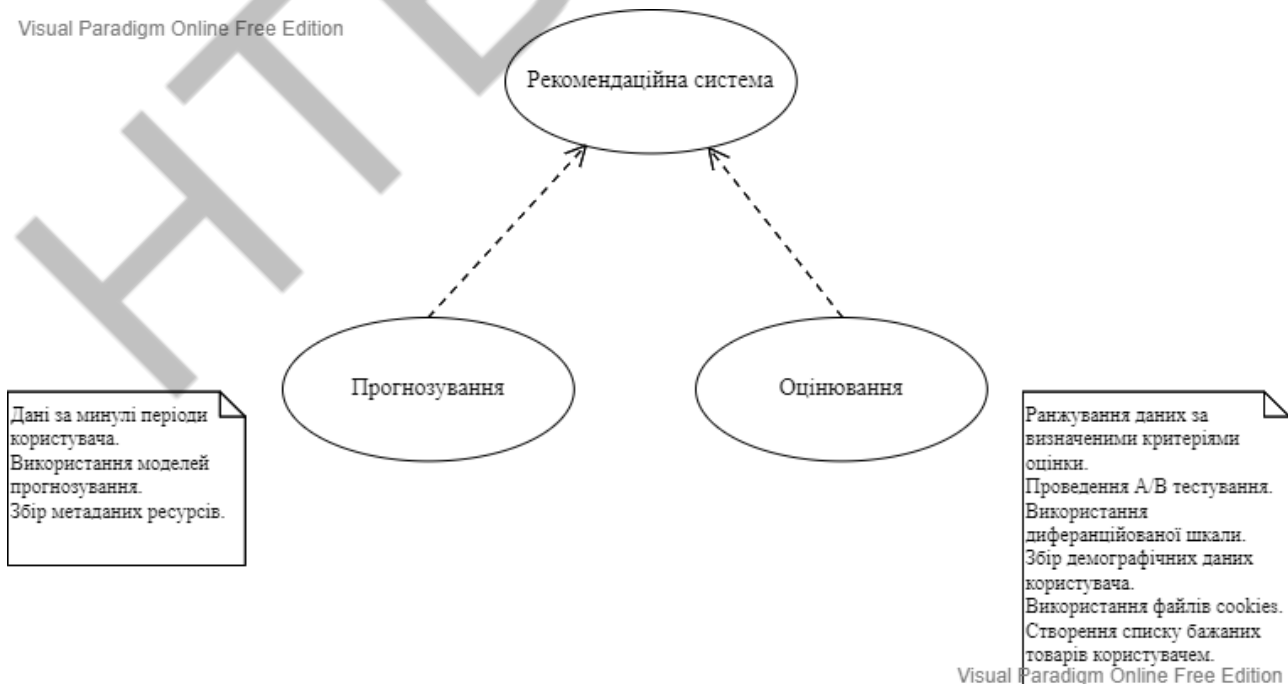 Visual Paradigm Online Free Edition
Рекомендаційна система
Прогнозування
Оцінювання
Дані за минулі періоди
користувача.
Використання моделей
прогнозування.
Збір метаданих ресурсів.
Ранжування даних за
визначеними критеріями
оцінки.
Проведення А/В тестування.
Використання
диферанційованої шкали.
Збір демографічних даних
користувача.
Використання файлів cookies.
Створення списку бажаних
товарів користувачем.
Visual Paradigm Online Free Edition